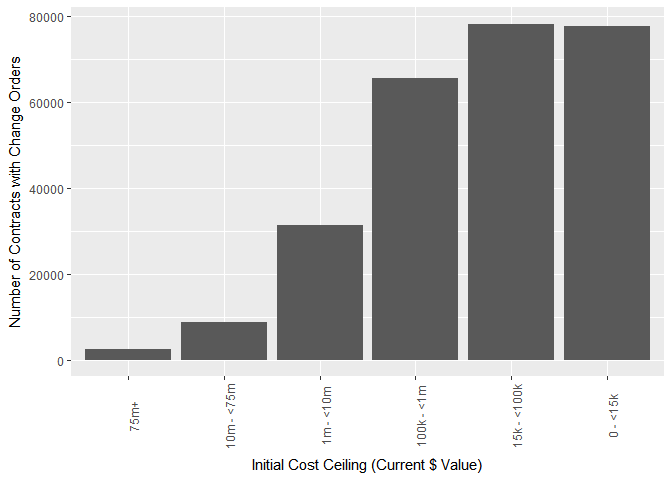 Number of Contracts with Change Orders
80000
60000
40000
20000
0
75m+
10m - <75m
1m - <10m
100k - <1m
15k - <100k
0 - <15k
Initial Cost Ceiling (Current $ Value)